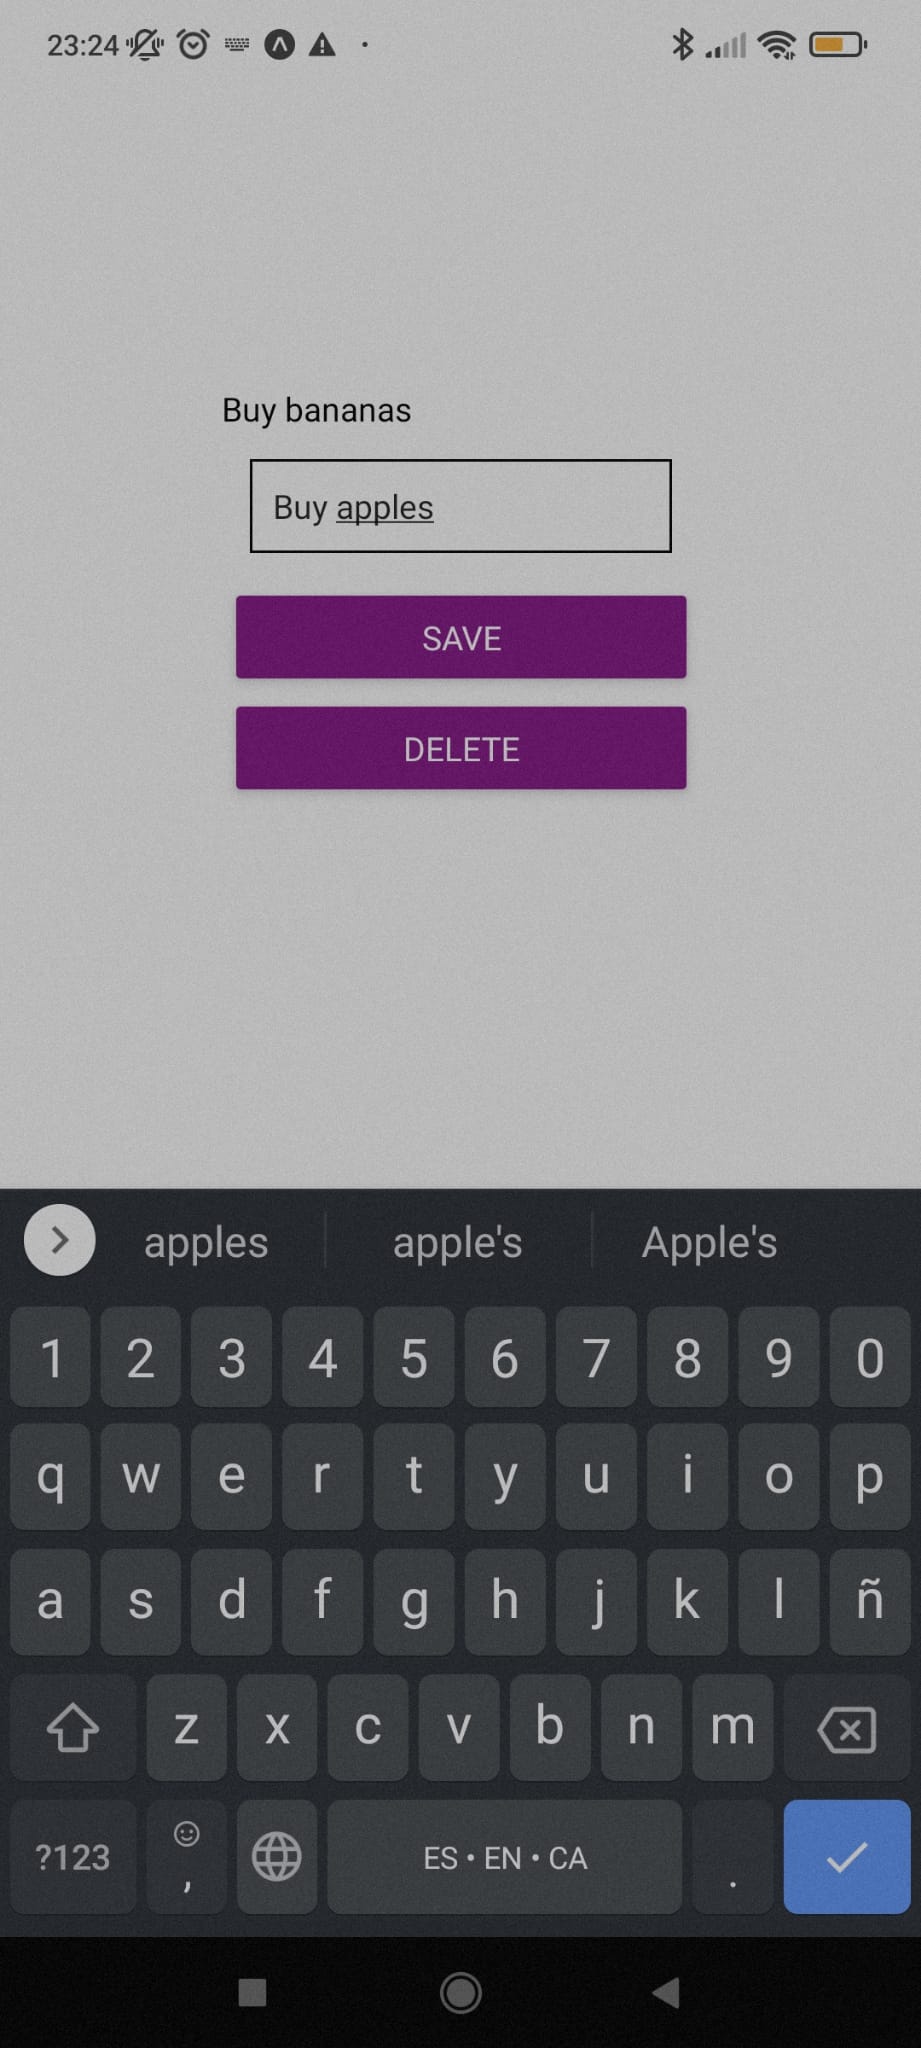 23:24
Buy bananas
Buy apples
SAVE
DELETE
apples apple's Apple's
1 2 3 4 5 6 7 8 9 0
q w e r t y u i o p
a s d f g h j k l ñ
z x c v b n m
?123 , ES • EN • CA .